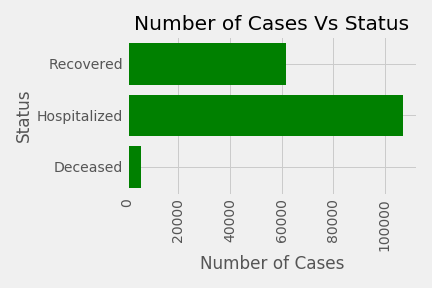 Number of Cases Vs Status
Recovered
Hospitalized
Deceased
Status
0
20000
40000
60000
80000
100000
Number of Cases